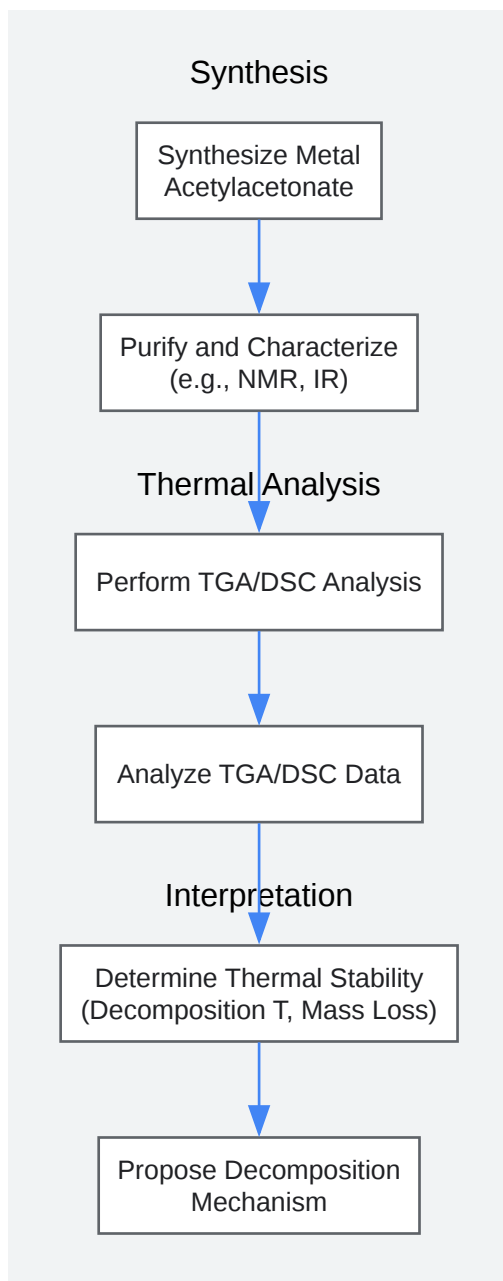 Synthesis
Synthesize Metal
Acetylacetonate
Purify and Characterize
(e.g., NMR, IR)
Thermal Analysis
Perform TGA/DSC Analysis
Analyze TGA/DSC Data
Interpretation
Determine Thermal Stability
(Decomposition T, Mass Loss)
Propose Decomposition
Mechanism